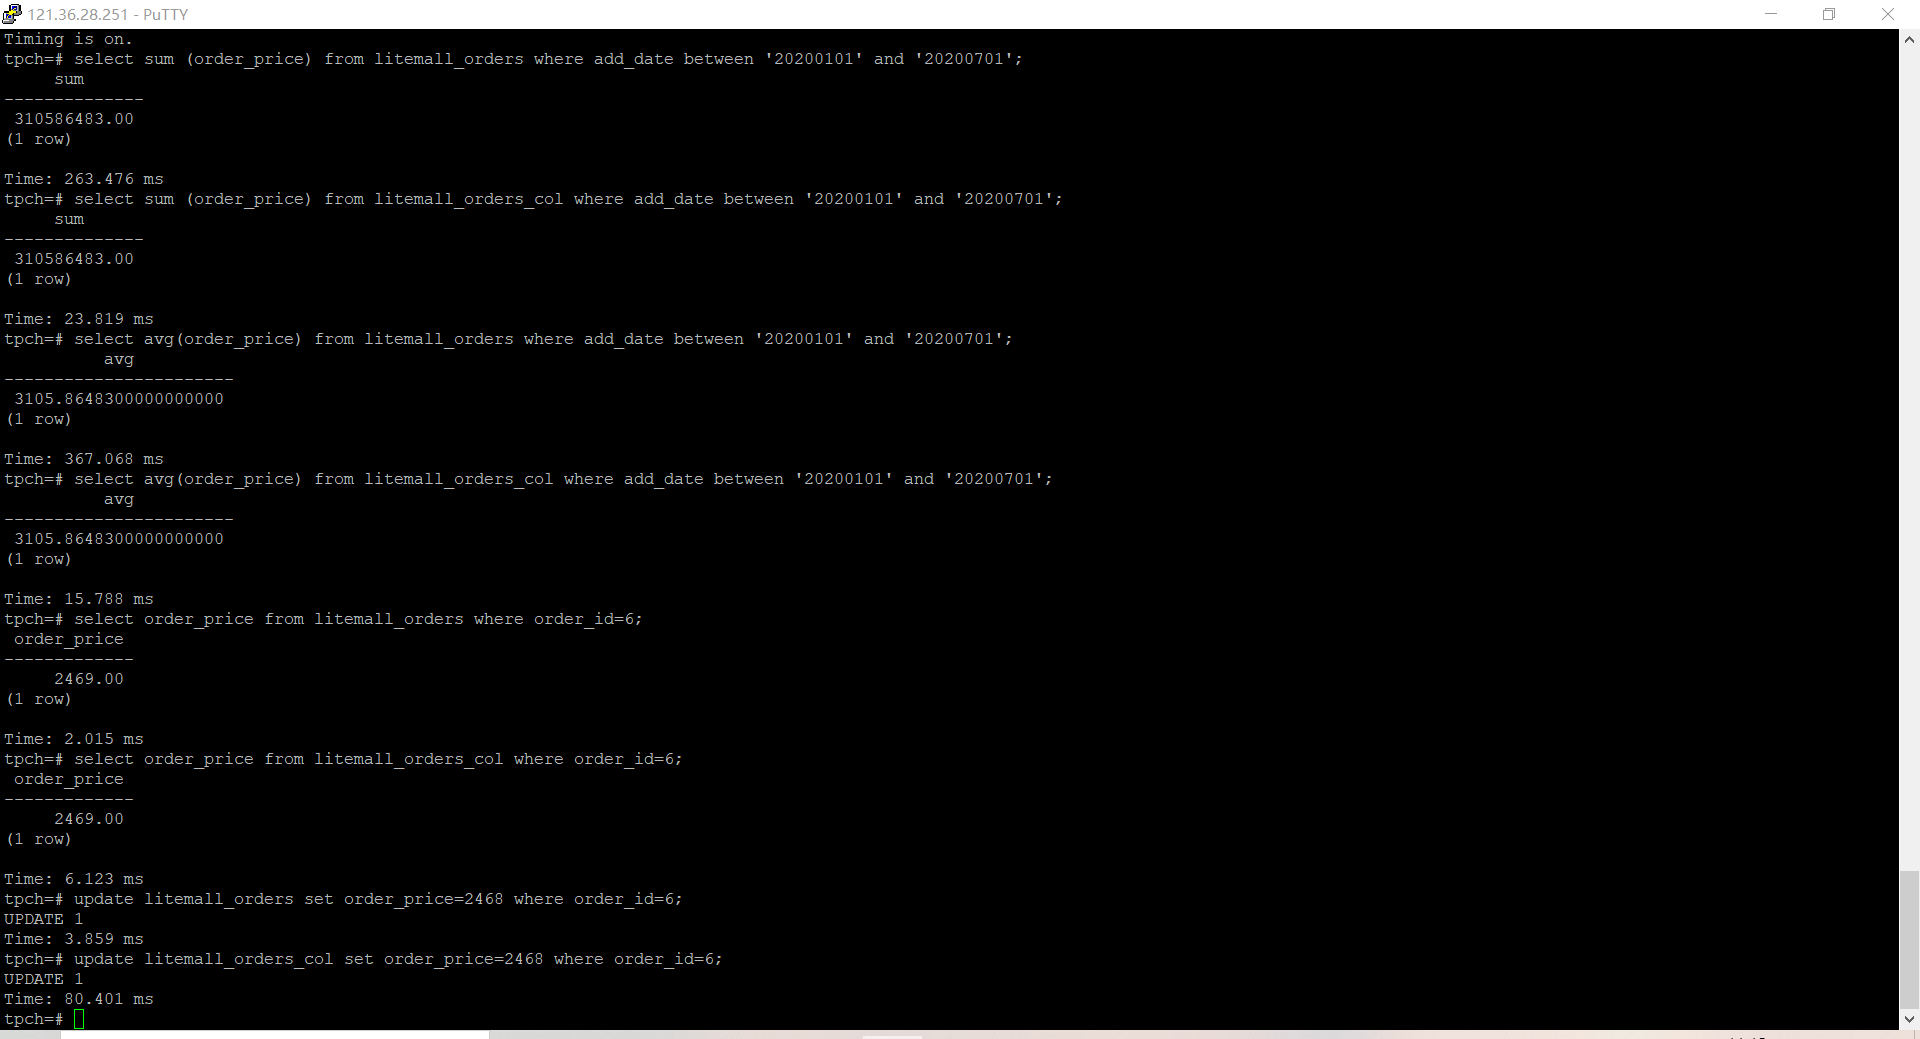 121.36.28.251 - PuTTY
Timing is on.
tpch=# select sum (order_price) from litemall_orders where add_date between '20200101' and '20200701';
     sum
--------------
 310586483.00
(1 row)

Time: 263.476 ms
tpch=# select sum (order_price) from litemall_orders_col where add_date between '20200101' and '20200701';
     sum
--------------
 310586483.00
(1 row)

Time: 23.819 ms
tpch=# select avg(order_price) from litemall_orders where add_date between '20200101' and '20200701';
          avg
-----------------------
 3105.8648300000000000
(1 row)

Time: 367.068 ms
tpch=# select avg(order_price) from litemall_orders_col where add_date between '20200101' and '20200701';
          avg
-----------------------
 3105.8648300000000000
(1 row)

Time: 15.788 ms
tpch=# select order_price from litemall_orders where order_id=6;
 order_price
-------------
     2469.00
(1 row)

Time: 2.015 ms
tpch=# select order_price from litemall_orders_col where order_id=6;
 order_price
-------------
     2469.00
(1 row)

Time: 6.123 ms
tpch=# update litemall_orders set order_price=2468 where order_id=6;
UPDATE 1
Time: 3.859 ms
tpch=# update litemall_orders_col set order_price=2468 where order_id=6;
UPDATE 1
Time: 80.401 ms
tpch=#